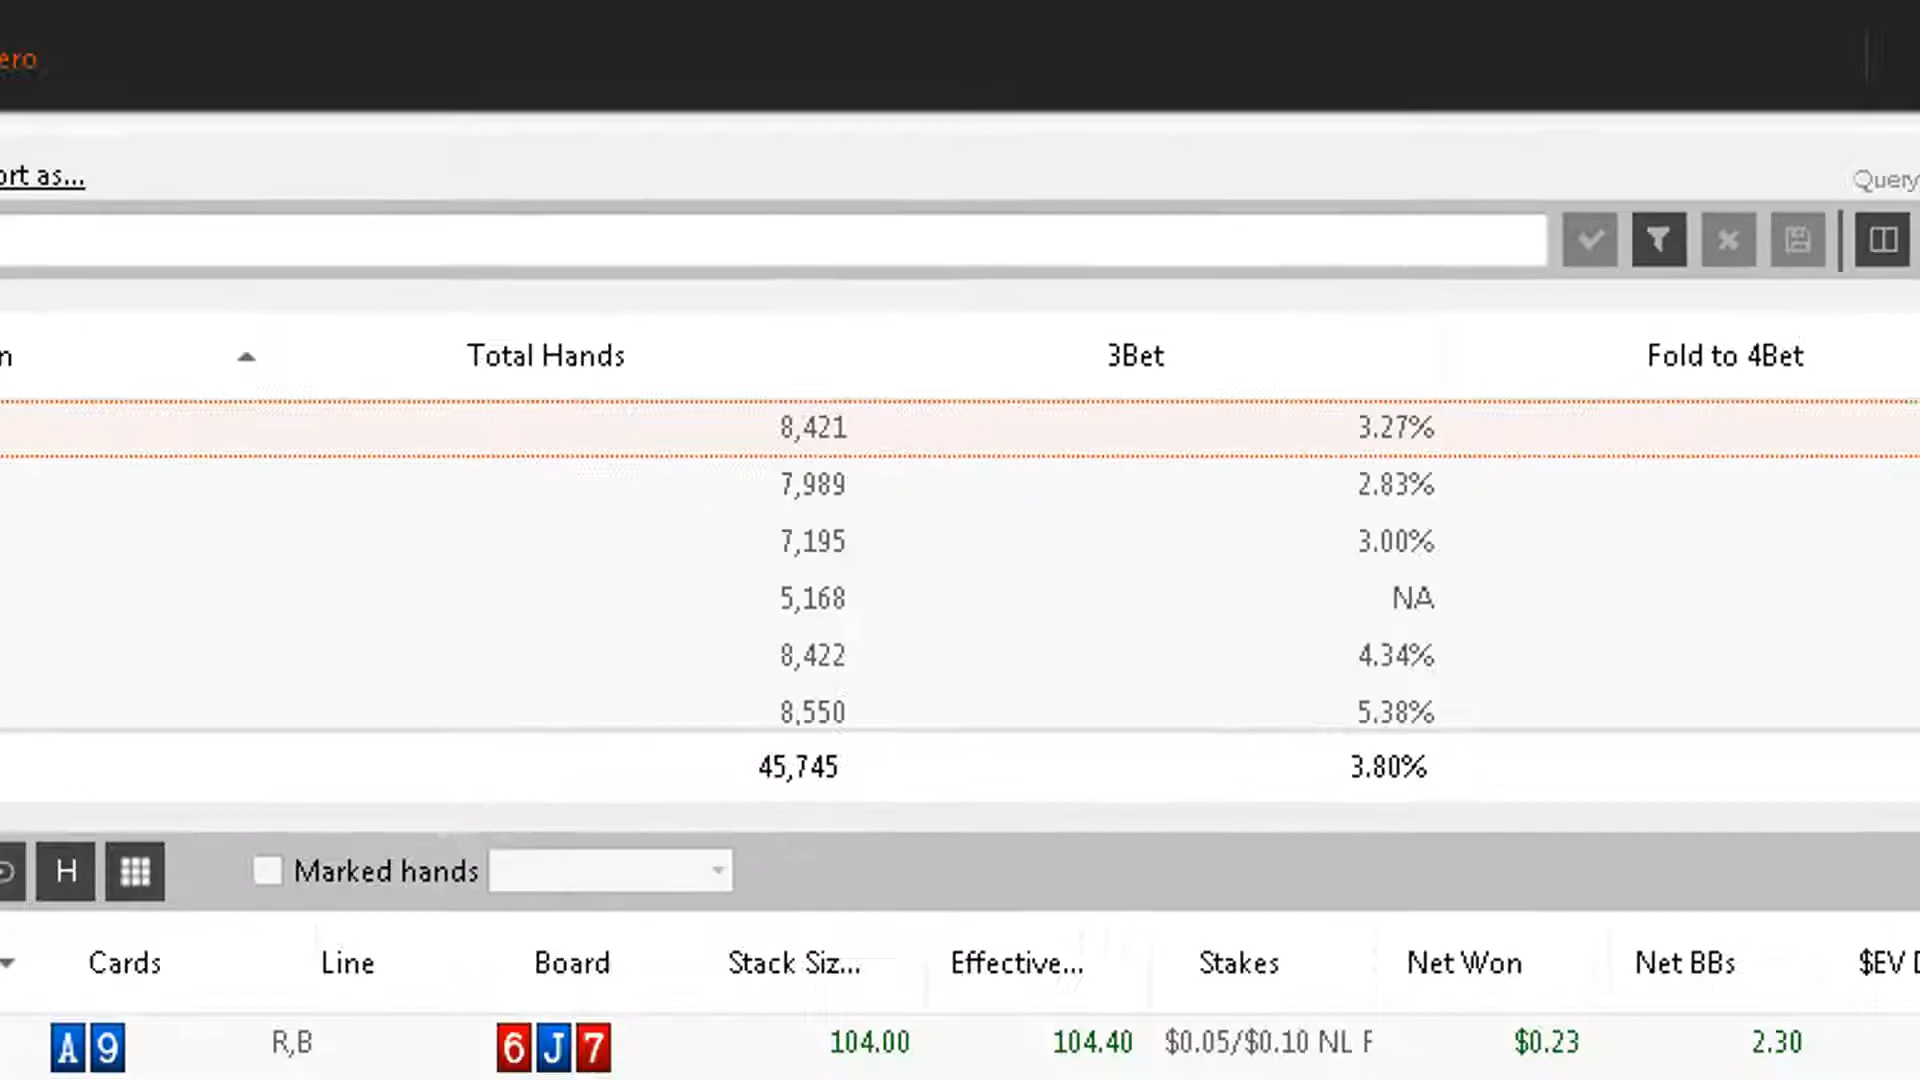 ero
ort as...
Query
n Total Hands 3Bet Fold to 4Bet
8,421 3.27%
7,989 2.83%
7,195 3.00%
5,168 NA
8,422 4.34%
8,550 5.38%
45,745 3.80%
H Marked hands
Cards Line Board Stack Siz... Effective... Stakes Net Won Net BBs $EV D
A 9 R,B 6 J 7 104.00 104.40 $0.05/$0.10 NL F $0.23 2.30